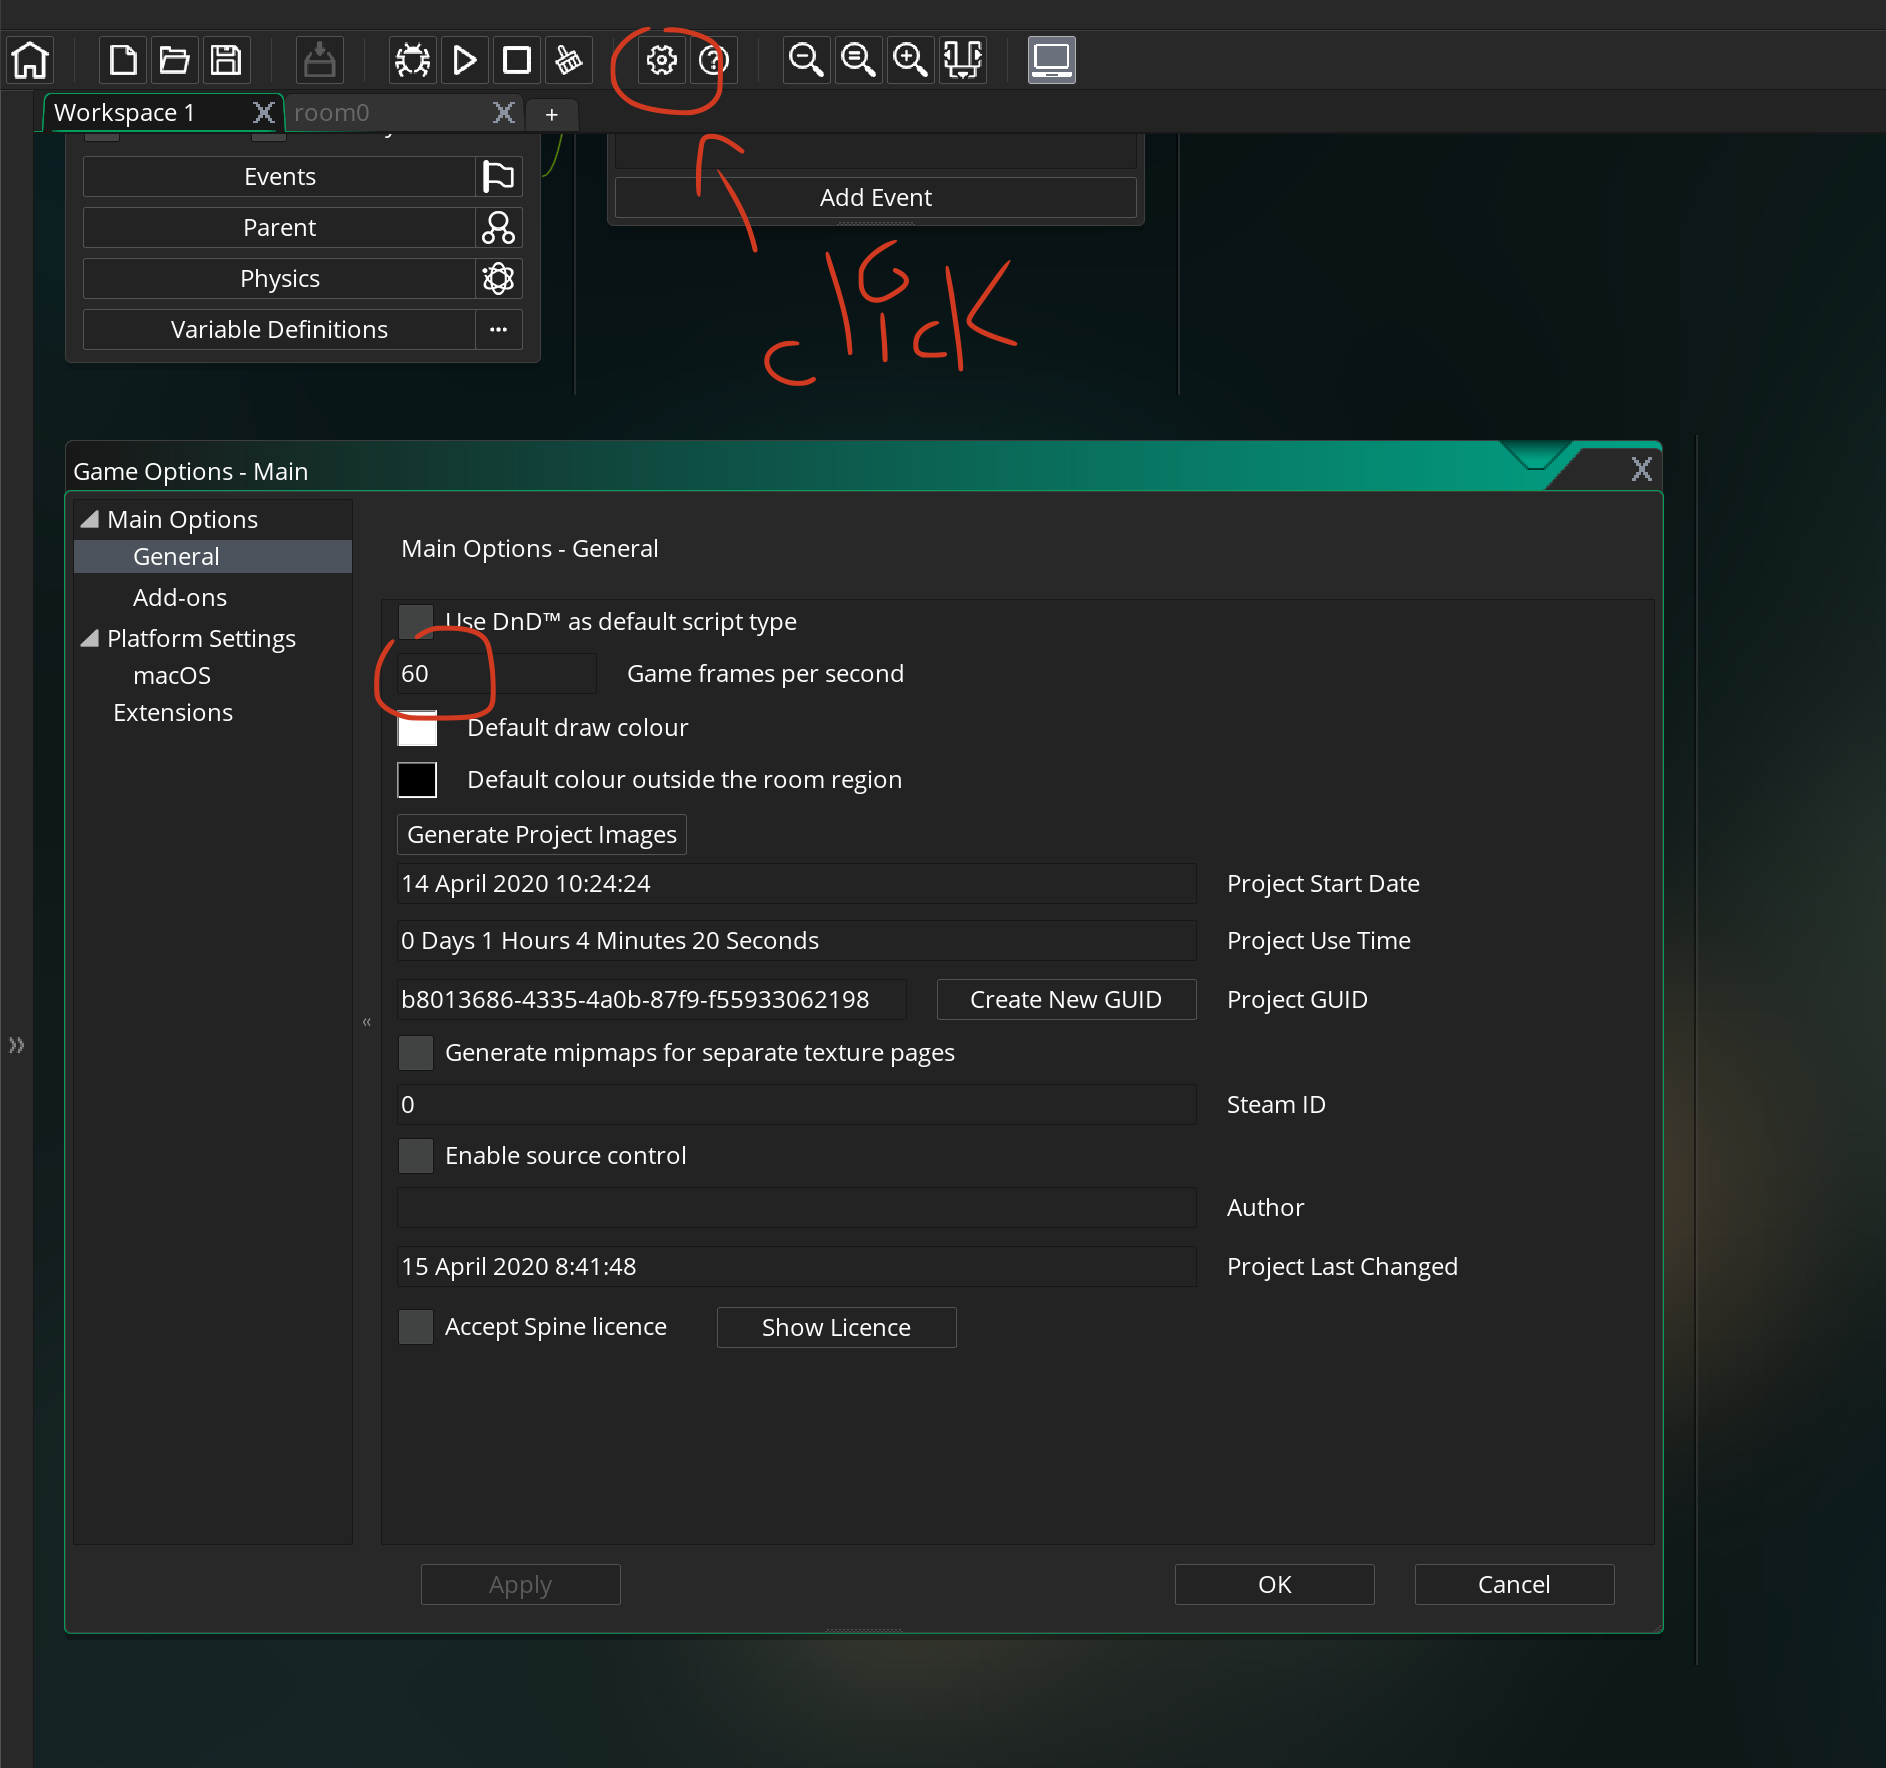 Workspace 1
room0
+
Events
Parent
Physics
Variable Definitions
...
Add Event
click
Game Options - Main
Main Options
General
Add-ons
Platform Settings
macOS
Extensions
Main Options - General
Use DnD™ as default script type
60 Game frames per second
Default draw colour
Default colour outside the room region
Generate Project Images
14 April 2020 10:24:24 Project Start Date
0 Days 1 Hours 4 Minutes 20 Seconds Project Use Time
b8013686-4335-4a0b-87f9-f55933062198 Create New GUID Project GUID
Generate mipmaps for separate texture pages
0 Steam ID
Enable source control
Author
15 April 2020 8:41:48 Project Last Changed
Accept Spine licence Show Licence
Apply OK Cancel